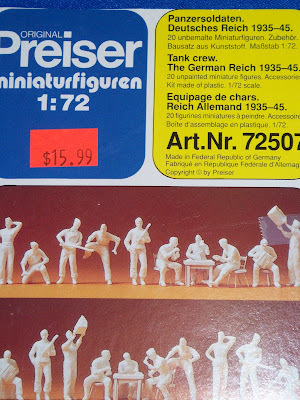 ORIGINAL
Preiser
miniaturfiguren
1:72
$15.99
Panzersoldaten.
Deutsches Reich 1935–45.
20 unbemalte Miniaturfiguren. Zubehör.
Bausatz aus Kunststoff. Maßstab 1:72.
Tank crew.
The German Reich 1935–45.
20 unpainted miniature figures. Accessories
Kit made of plastic. 1/72 scale.
Equipage de chars.
Reich Allemand 1935–45.
20 figurines miniatures à peindre. Accessoire
Boîte d'assemblage en plastique. 1/72.
Art.Nr. 72507
Made in Federal Republic of Germany
Fabriqué en République Fédérale d'Allemag
Copyright © by Preiser